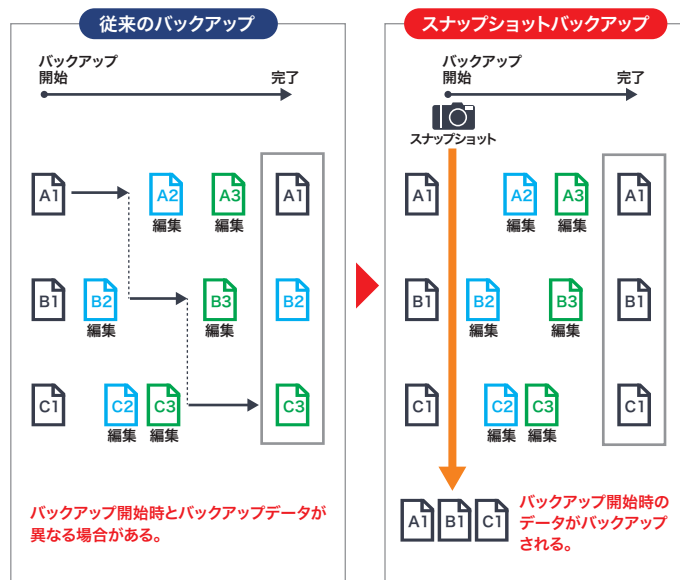 従来のバックアップ
バックアップ
開始
完了
A1
A2
編集
A3
編集
A1
B1
B2
編集
B3
編集
B2
C1
C2
編集
C3
編集
C3
バックアップ開始時とバックアップデータが
異なる場合がある。
スナップショットバックアップ
バックアップ
開始
完了
スナップショット
A1
A2
編集
A3
編集
A1
B1
B2
編集
B3
編集
B1
C1
C2
編集
C3
編集
C1
A1
B1
C1
バックアップ開始時の
データがバックアップ
される。